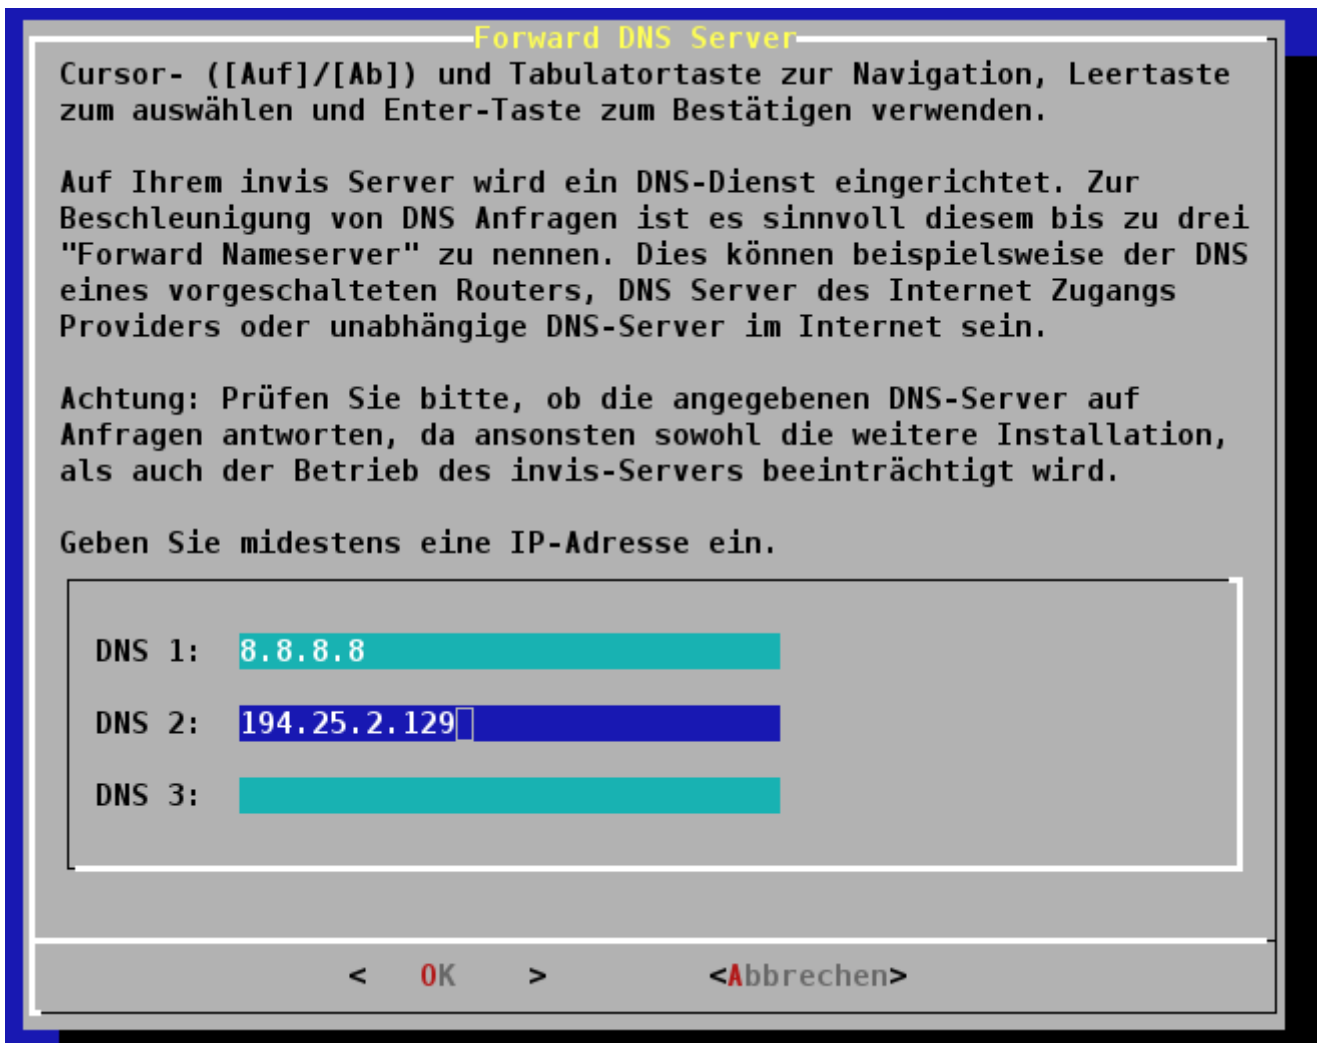 Forward DNS Server
Cursor- ([Auf]/[Ab]) und Tabulatortaste zur Navigation, Leertaste
zum auswählen und Enter-Taste zum Bestätigen verwenden.
Auf Ihrem invis Server wird ein DNS-Dienst eingerichtet. Zur
Beschleunigung von DNS Anfragen ist es sinnvoll diesem bis zu drei
"Forward Nameserver" zu nennen. Dies können beispielsweise der DNS
eines vorgeschalteten Routers, DNS Server des Internet Zugangs
Providers oder unabhängige DNS-Server im Internet sein.
Achtung: Prüfen Sie bitte, ob die angegebenen DNS-Server auf
Anfragen antworten, da ansonsten sowohl die weitere Installation,
als auch der Betrieb des invis-Servers beeinträchtigt wird.
Geben Sie midestens eine IP-Adresse ein.
DNS 1: 8.8.8.8
DNS 2: 194.25.2.129
DNS 3:
< OK > <Abbrechen>